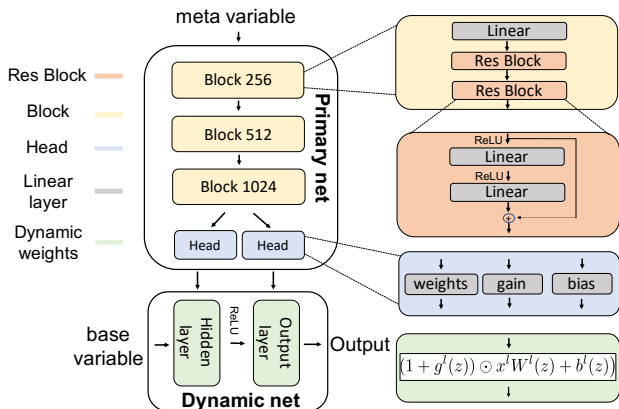 meta variable
Res Block
Block
Head
Linear
layer
Dynamic
weights
Block 256
Block 512
Block 1024
Head
Head
Primary net
base
variable
Hidden
layer
ReLU
Output
layer
Output
Dynamic net
Linear
Res Block
Res Block
ReLU
Linear
ReLU
Linear
+
weights
gain
bias
(1 + g^l(z)) ⊙ x^l W^l(z) + b^l(z))